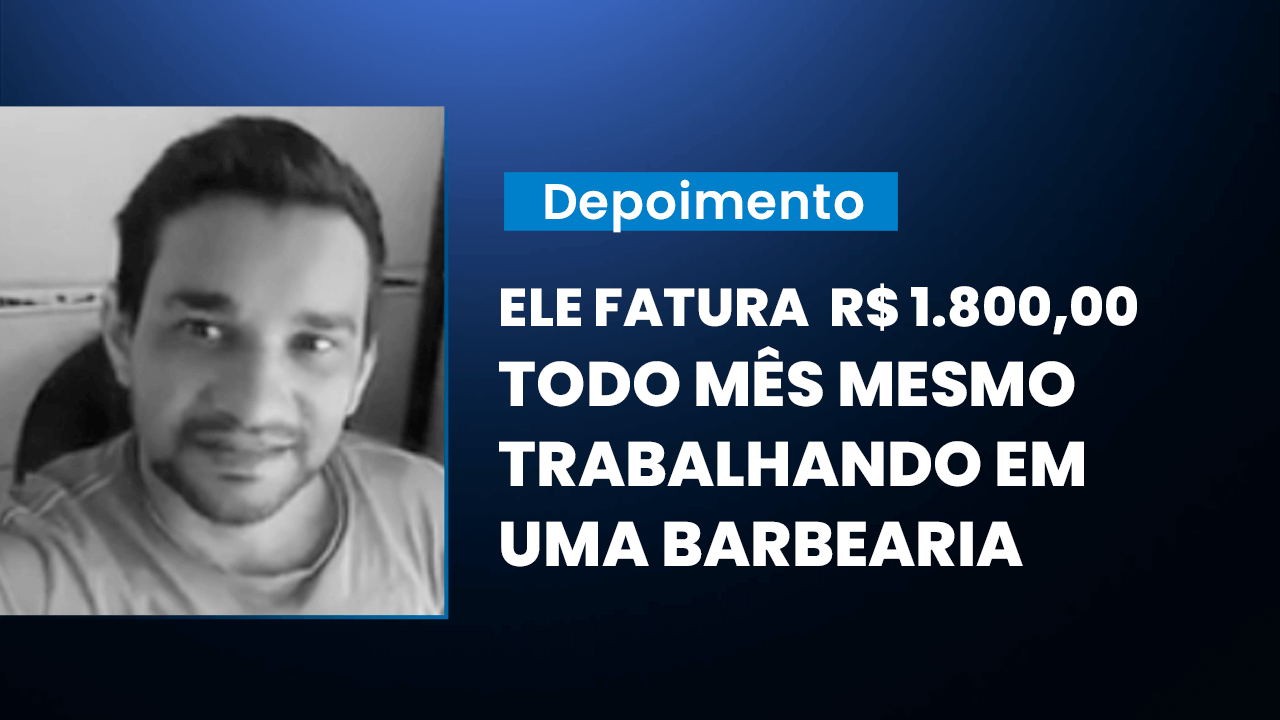 Depoimento
ELE FATURA R$ 1.800,00
TODO MÊS MESMO
TRABALHANDO EM
UMA BARBEARIA